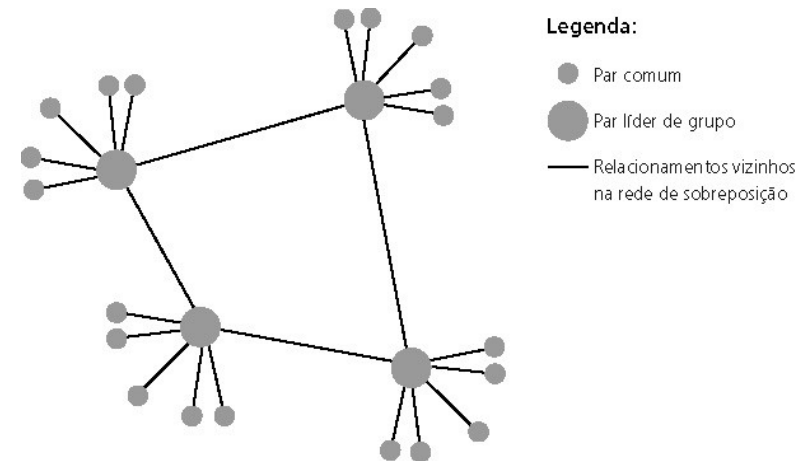 Legenda:
Par comum
Par líder de grupo
Relacionamentos vizinhos
na rede de sobreposição